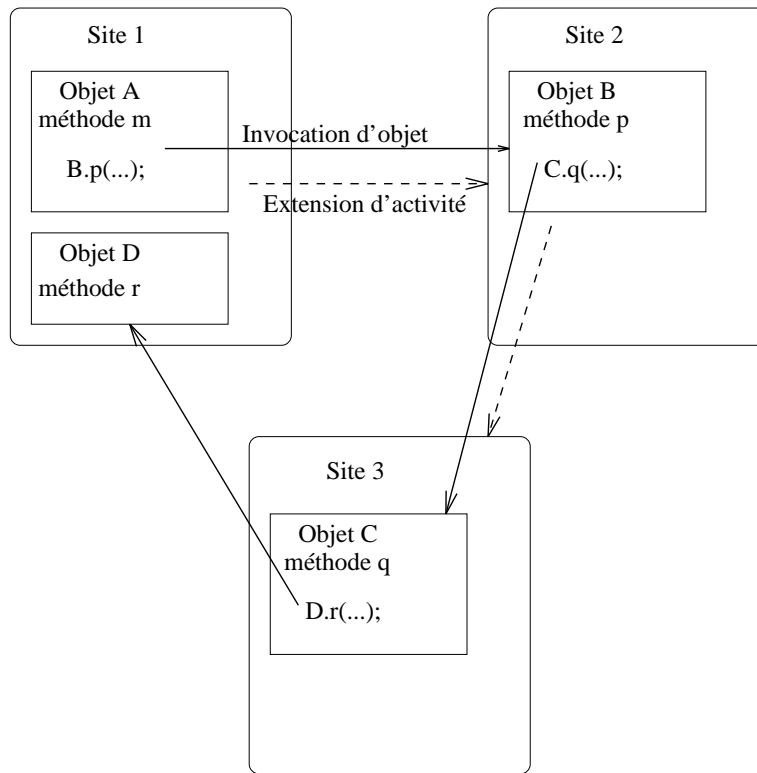 Site 1
Objet A
méthode m
B.p(...);
Objet D
méthode r
Invocation d'objet
Extension d'activité
Site 2
Objet B
méthode p
C.q(...);
Site 3
Objet C
méthode q
D.r(...);